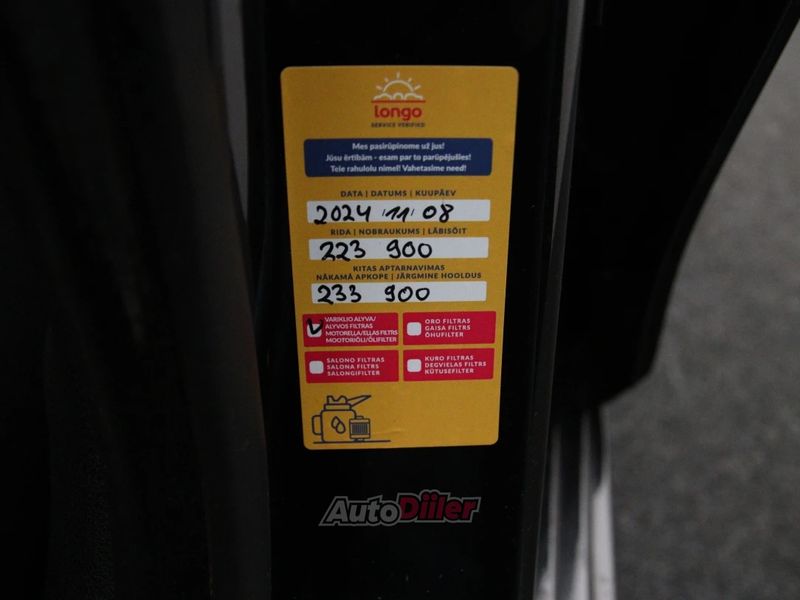 longo
SERVICE VERIFIED
Mes pasirūpinome už jus!
Jūsu ērtībām - esam par to parūpējušies!
Teie rahulolu nimel! Vahetasime need!
DATA | DATUMS | KUUPÄEV
2024 11 08
RIDA | NOBRAUKUMS | LÄBISÕIT
223 900
KITAS APTARNAVIMAS
NĀKAMĀ APKOPE | JÄRGMINE HOOLDUS
233 900
VARIKLIO ALYVA/
ALYVOS FILTRAS
MOTOREĻĻA/EĻĻAS FILTRS
MOOTORIÕLI/ÕLIFILTER
ORO FILTRAS
GAISA FILTRS
ÕHUFILTER
SALONO FILTRAS
SALONA FILTRS
SALONGIFILTER
KURO FILTRAS
DEGVIELAS FILTRS
KÜTUSEFILTER
AutoDiiler